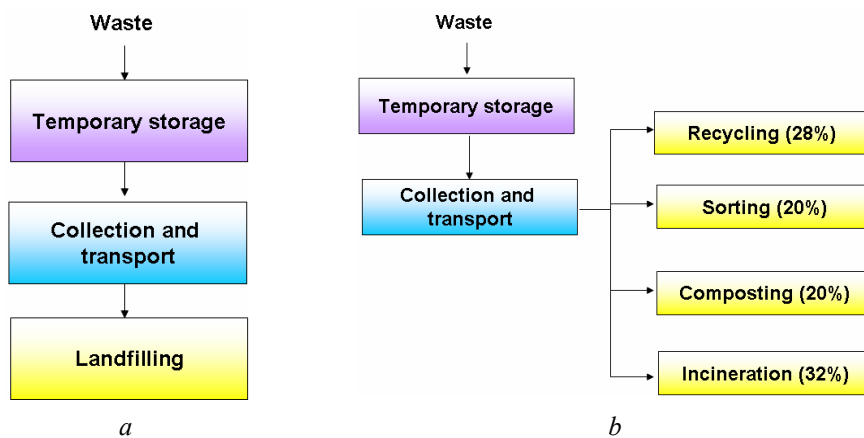 Waste
Temporary storage
Collection and
transport
Landfilling
a
Waste
Temporary storage
Collection and
transport
Recycling (28%)
Sorting (20%)
Composting (20%)
Incineration (32%)
b